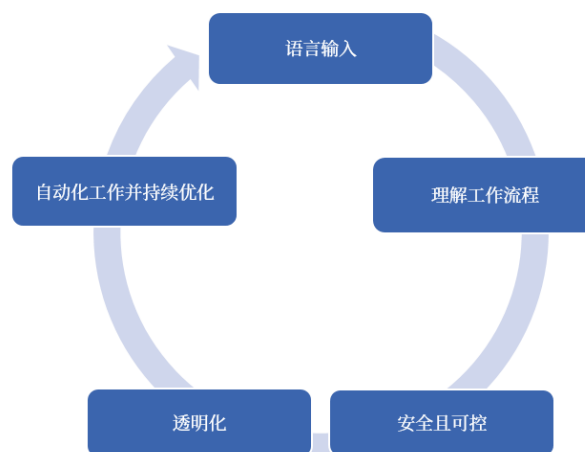 语言输入
理解工作流程
安全且可控
透明化
自动化工作并持续优化